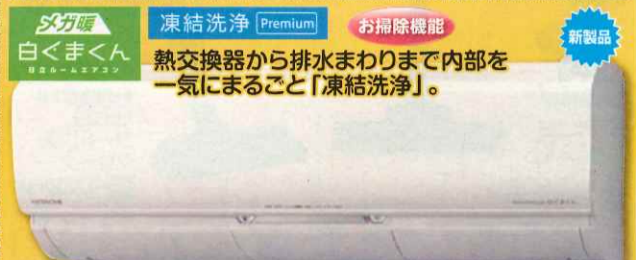 メガ暖
白くまくん
日立ルームエアコン
凍結洗浄 Premium
お掃除機能
新製品
熱交換器から排水まわりまで内部を
一気にまるごと「凍結洗浄」。
HITACHI